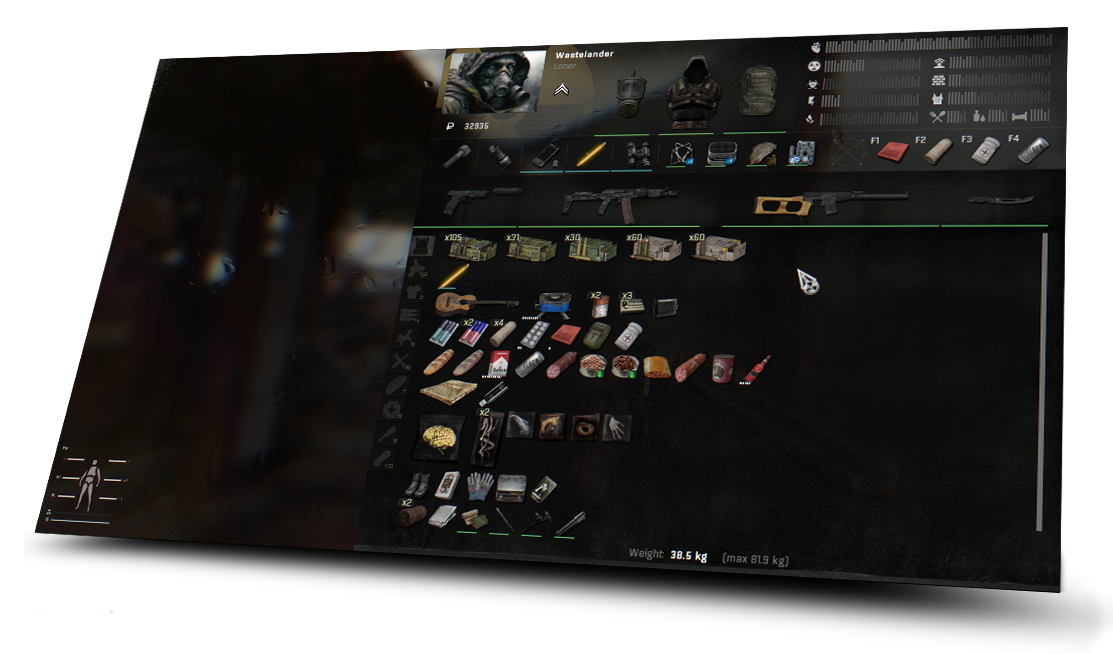 Wastelander
Loner
₽ 32935
F1 F2 F3 F4
x105 x31 x30 x60 x60
x2 x3
x2 x4
x2
x2
Weight: 38.5 kg (max 81.9 kg)